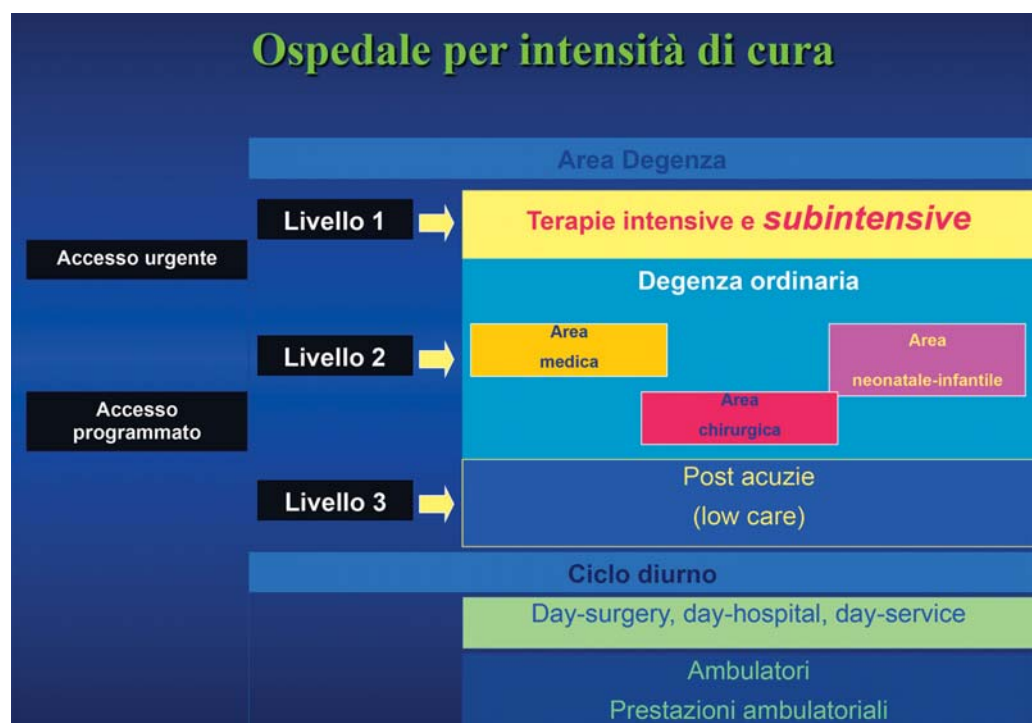 Ospedale per intensità di cura
Area Degenza
Livello 1
Terapie intensive e subintensive
Accesso urgente
Degenza ordinaria
Livello 2
Area
medica
Area
neonatale-infantile
Accesso
programmato
Area
chirurgica
Livello 3
Post acuzie
(low care)
Ciclo diurno
Day-surgery, day-hospital, day-service
Ambulatori
Prestazioni ambulatoriali